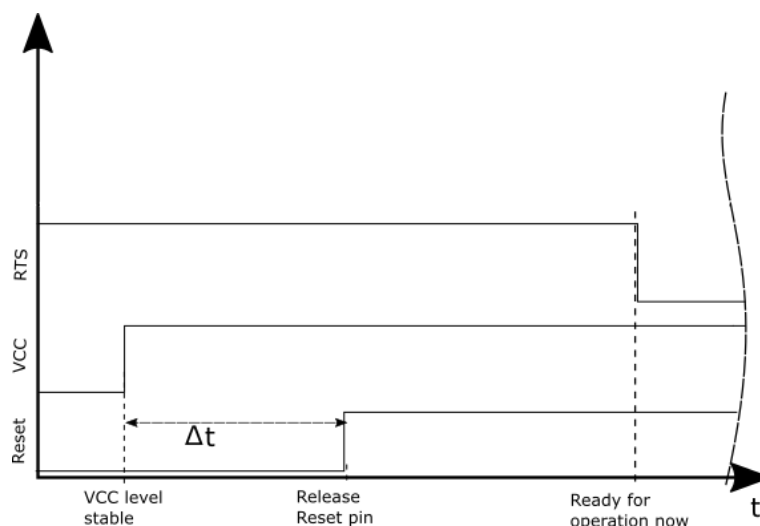 RTS
VCC
Reset
Δt
VCC level
stable
Release
Reset pin
Ready for
operation now
t